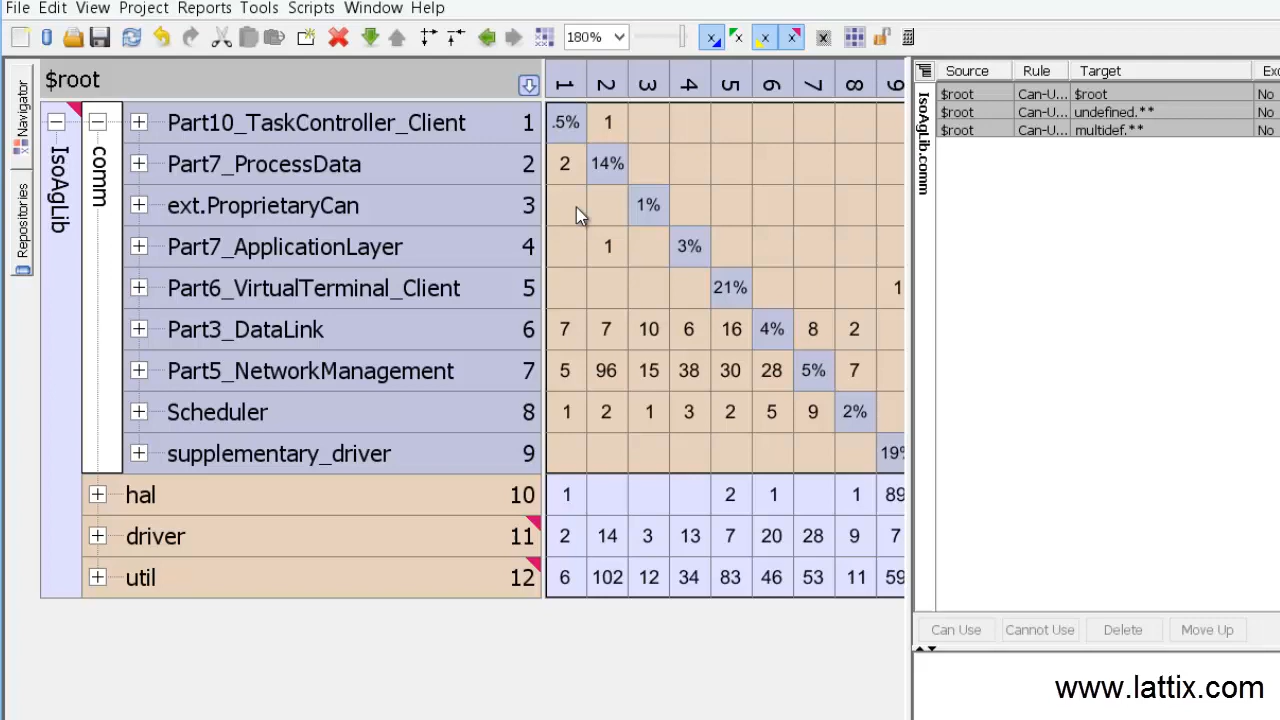 File Edit View Project Reports Tools Scripts Window Help
180%
Navigator
Repositories
$root 1 2 3 4 5 6 7 8 9
IsoAgLib
comm
Part10_TaskController_Client 1 .5% 1
Part7_ProcessData 2 2 14%
ext.ProprietaryCan 3 1%
Part7_ApplicationLayer 4 1 3%
Part6_VirtualTerminal_Client 5 21% 1
Part3_DataLink 6 7 7 10 6 16 4% 8 2
Part5_NetworkManagement 7 5 96 15 38 30 28 5% 7
Scheduler 8 1 2 1 3 2 5 9 2%
supplementary_driver 9 19%
hal 10 1 2 1 1 89
driver 11 2 14 3 13 7 20 28 9 7
util 12 6 102 12 34 83 46 53 11 59
IsoAgLib.comm
Source Rule Target Exc
$root Can-U... $root No
$root Can-U... undefined.** No
$root Can-U... multidef.** No
Can Use Cannot Use Delete Move Up
www.lattix.com